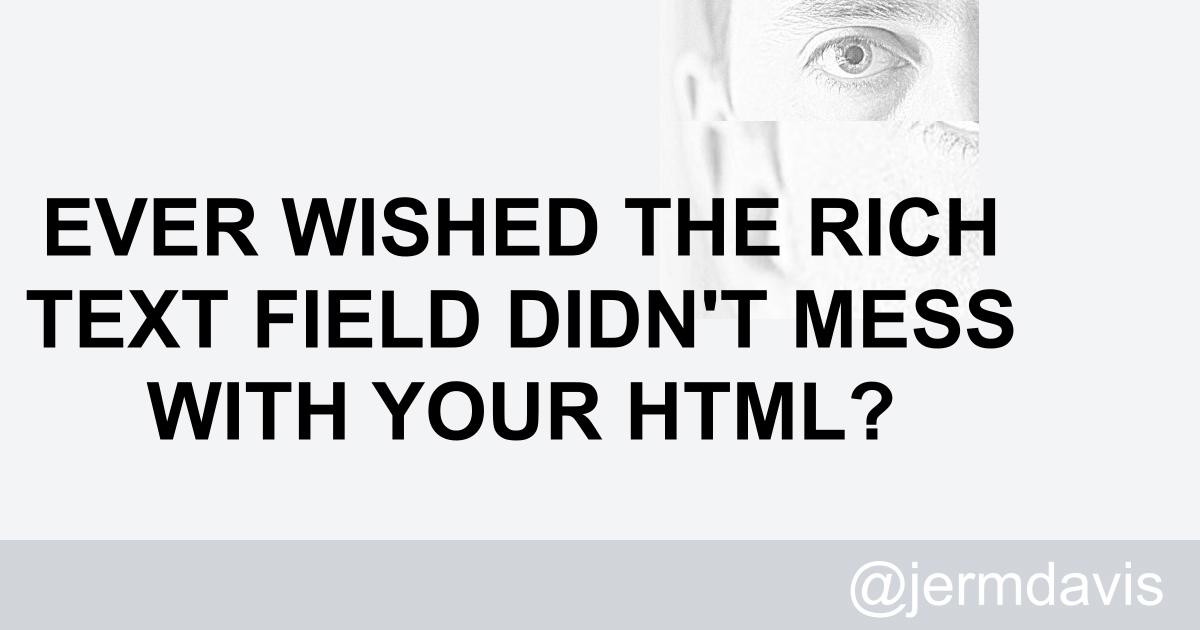 EVER WISHED THE RICH
TEXT FIELD DIDN'T MESS
WITH YOUR HTML?
@jermdavis